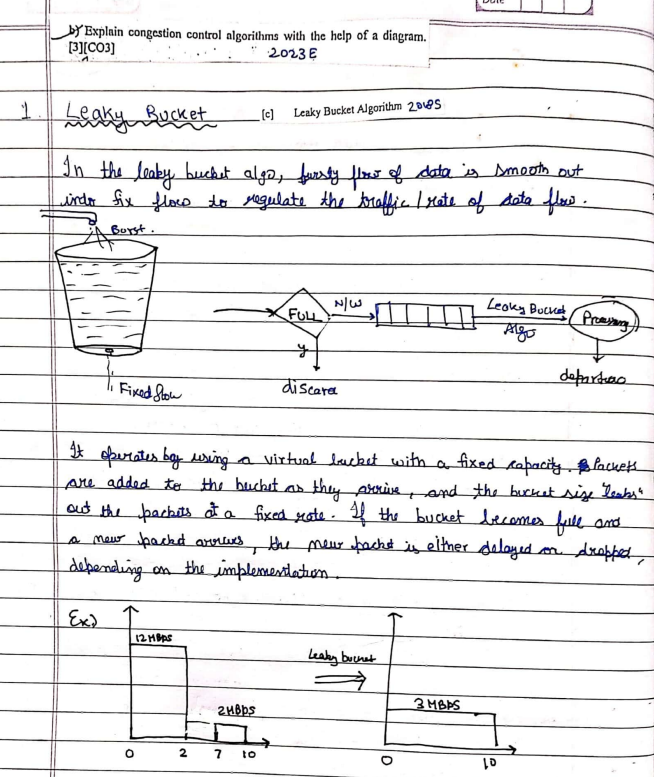 Date
b) Explain congestion control algorithms with the help of a diagram.
[3][CO3]
2023E
1. Leaky Bucket
[c] Leaky Bucket Algorithm 2018S
In the leaky bucket algo, bursty flow of data is smooth out
into fix flow to regulate the traffic / rate of data flow.
Burst.
Fixed flow
FULL
N/W
y
discard
Leaky Bucket
Algo
Processing
departure
It operates by using a virtual bucket with a fixed capacity. Packets
are added to the bucket as they arrive, and the bucket size "leaks"
out the packets at a fixed rate. If the bucket becomes full and
a new packet arrives, the new packet is either delayed or dropped,
depending on the implementation.
Ex)
12 MBPS
2MBPS
0 2 7 10
Leaky bucket
3 MBPS
0 10